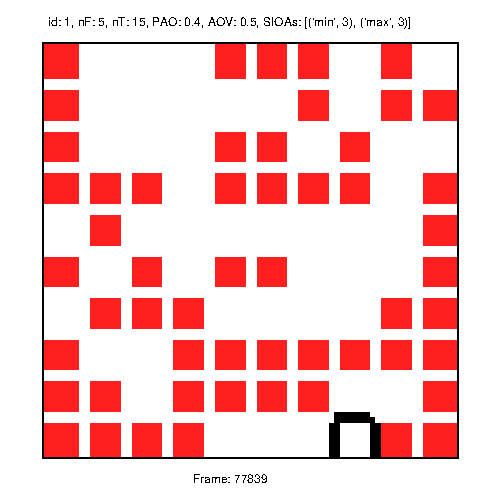 id: 1, nF: 5, nT: 15, PAO: 0.4, AOV: 0.5, SIOAs: [('min', 3), ('max', 3)]
Frame: 77839